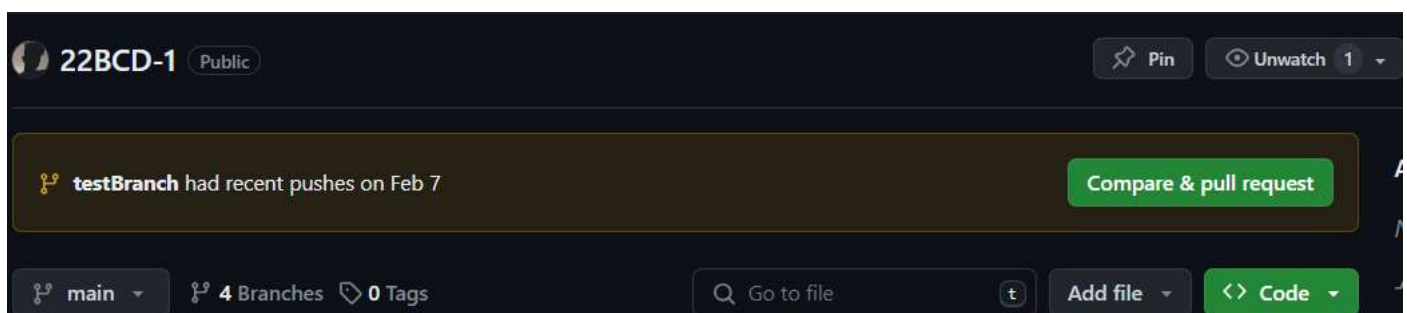 22BCD-1 Public Pin Unwatch 1
testBranch had recent pushes on Feb 7 Compare & pull request
main 4 Branches 0 Tags Go to file t Add file <> Code